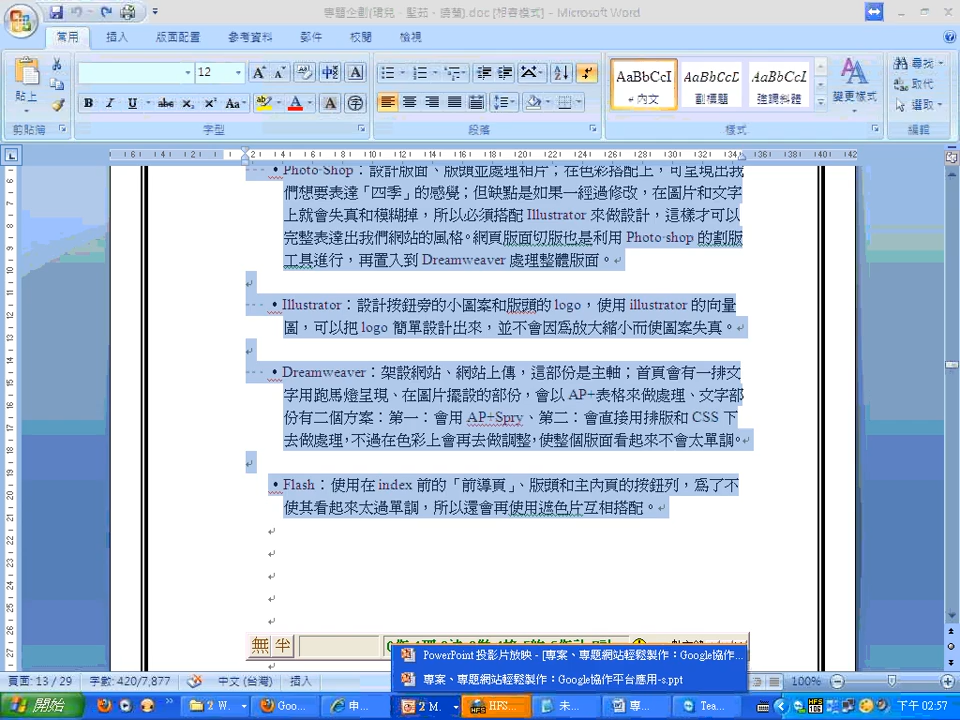 專題企劃(珺兒、聖茹、續蘭).doc [相容模式] - Microsoft Word
常用 插入 版面配置 參考資料 郵件 校閱 檢視
貼上 12 AaBbCcI AaBbCcD AaBbCcL 變更樣式 尋找
取代
B I U abc X₂ X² Aa A A 字 ↵內文 副標題 強調斜體 選取
剪貼簿 字型 段落 樣式 編輯
• Photo Shop：設計版面、版頭並處理相片；在色彩搭配上，可呈現出我
們想要表達「四季」的感覺；但缺點是如果一經過修改，在圖片和文字
上就會失真和模糊掉，所以必須搭配 Illustrator 來做設計，這樣才可以
完整表達出我們網站的風格。網頁版面切版也是利用 Photo shop 的割版
工具進行，再置入到 Dreamweaver 處理整體版面。
• Illustrator：設計按鈕旁的小圖案和版頭的 logo，使用 illustrator 的向量
圖，可以把 logo 簡單設計出來，並不會因為放大縮小而使圖案失真。
• Dreamweaver：架設網站、網站上傳，這部份是主軸；首頁會有一排文
字用跑馬燈呈現、在圖片擺設的部份，會以 AP+表格來做處理、文字部
份有二個方案：第一：會用 AP+Spry、第二：會直接用排版和 CSS 下
去做處理，不過在色彩上會再去做調整，使整個版面看起來不會太單調。
• Flash：使用在 index 前的「前導頁」、版頭和主內頁的按鈕列，為了不
使其看起來太過單調，所以還會再使用遮色片互相搭配。
無 半
PowerPoint 投影片放映 - [專案、專題網站輕鬆製作：Google協作...
專案、專題網站輕鬆製作：Google協作平台應用-s.ppt
頁面: 13 / 29 字數: 420/7,877 中文 (台灣) 插入 100%
開始 2 W. Goo... 申... 2 M. HFS... 未... 專... Tea... 下午 02:57